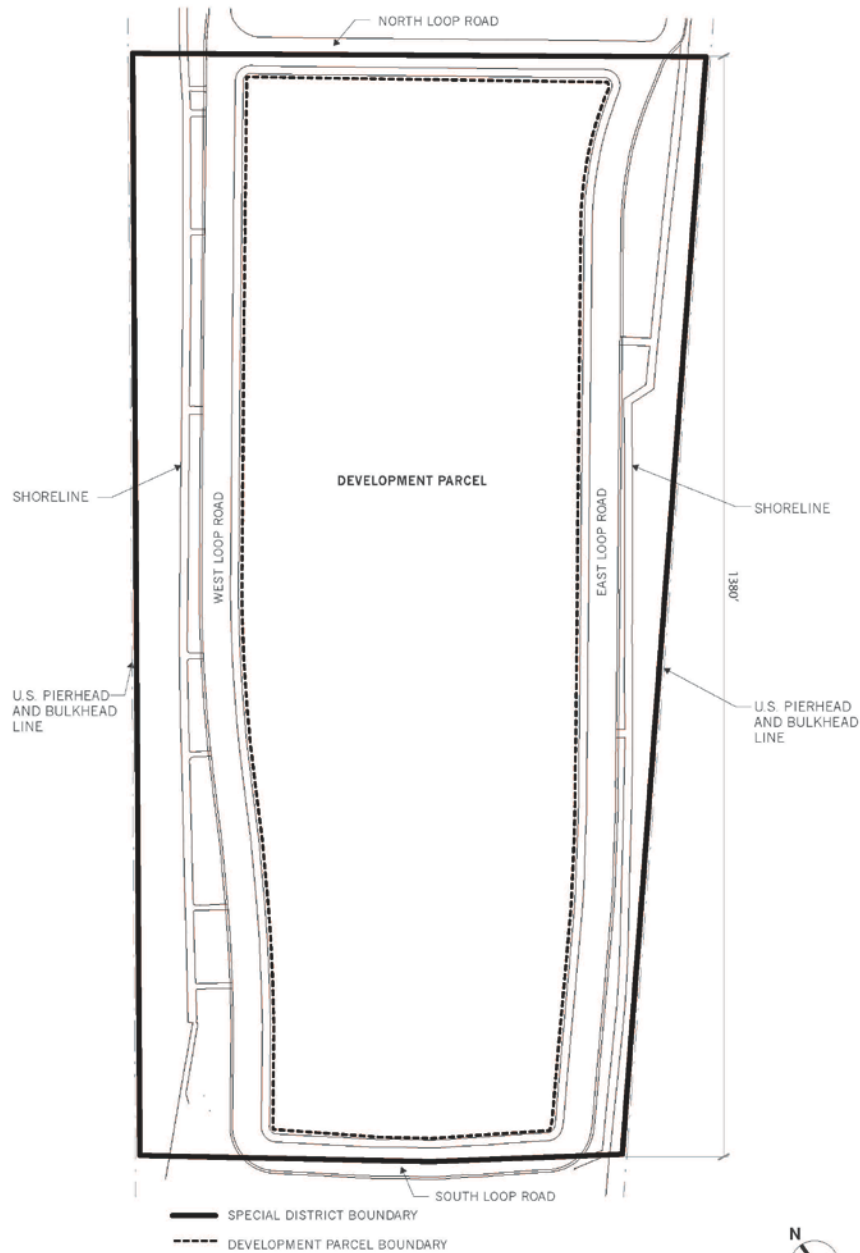 NORTH LOOP ROAD
DEVELOPMENT PARCEL
SHORELINE
WEST LOOP ROAD
EAST LOOP ROAD
SHORELINE
1380'
U.S. PIERHEAD
AND BULKHEAD
LINE
U.S. PIERHEAD
AND BULKHEAD
LINE
SOUTH LOOP ROAD
SPECIAL DISTRICT BOUNDARY
DEVELOPMENT PARCEL BOUNDARY
N